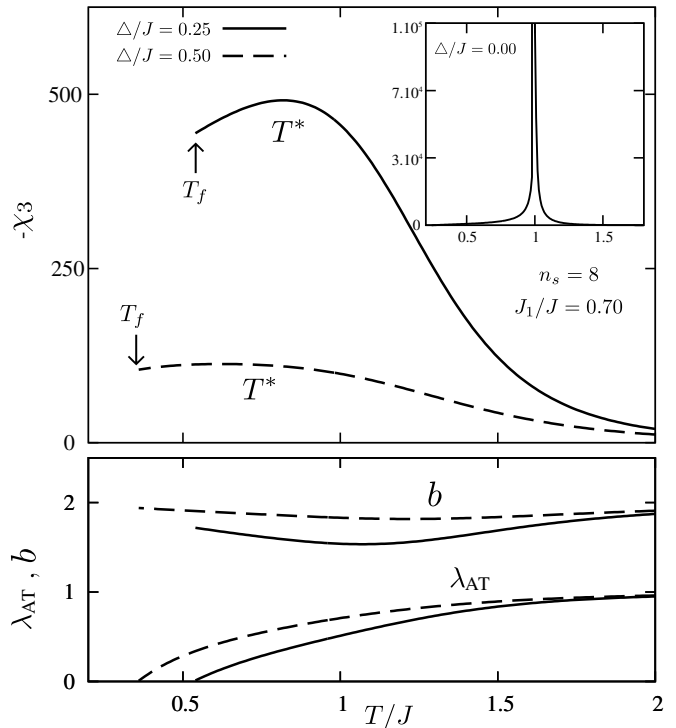 △/J = 0.25
△/J = 0.50
500
250
0
-χ₃
T*
T_f
T_f
T*
1.10⁵
7.10⁴
3.10⁴
0
△/J = 0.00
0.5
1
1.5
n_s = 8
J₁/J = 0.70
2
1
0
λ_AT , b
b
λ_AT
0.5
1
1.5
2
T/J